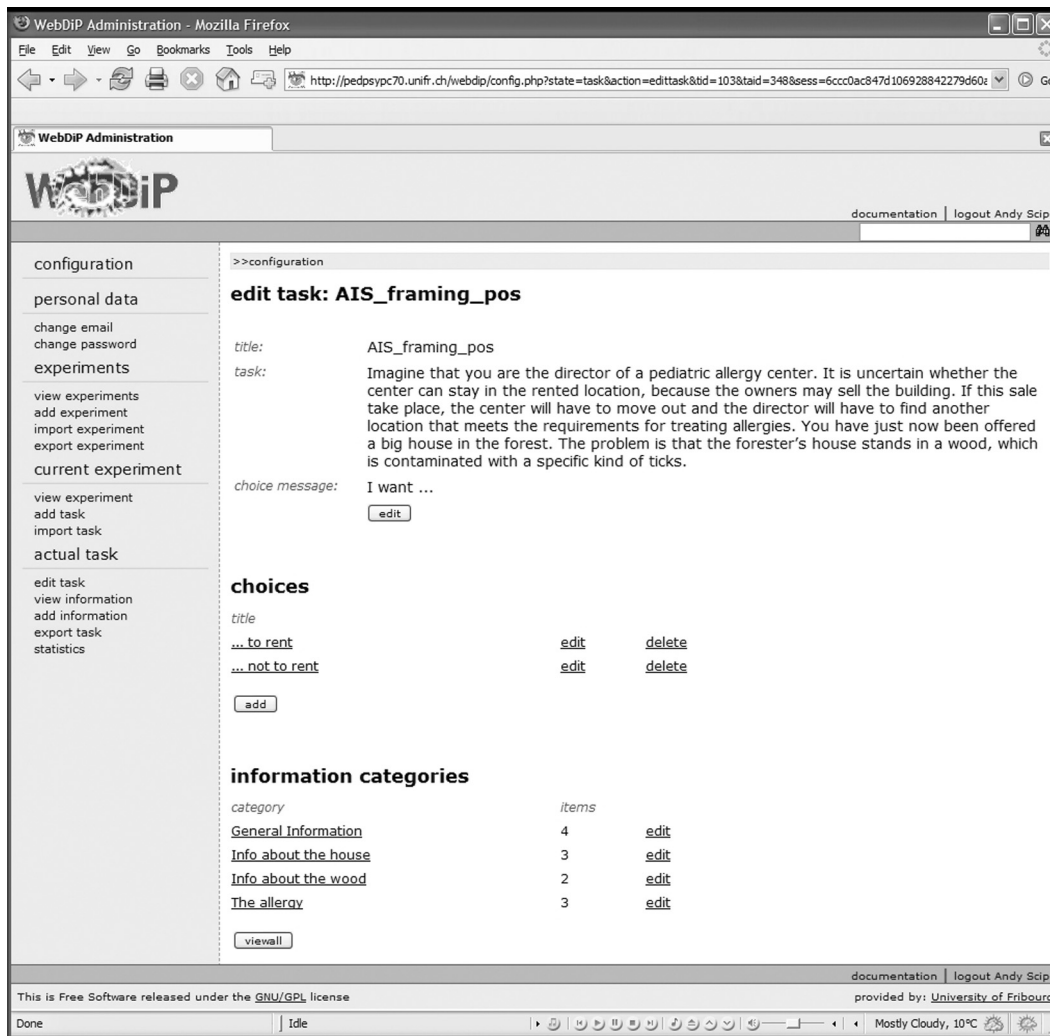 WebDiP Administration - Mozilla Firefox
File Edit View Go Bookmarks Tools Help
http://pedpsypc70.unifr.ch/webdip/config.php?state=task&action=edittask&tid=103&taid=348&sess=6ccc0ac847d106928842279d60
WebDiP Administration
WebDiP
documentation | logout Andy Scip
configuration
personal data
change email
change password
experiments
view experiments
add experiment
import experiment
export experiment
current experiment
view experiment
add task
import task
actual task
edit task
view information
add information
export task
statistics
>>configuration
edit task: AIS_framing_pos
title: AIS_framing_pos
task: Imagine that you are the director of a pediatric allergy center. It is uncertain whether the
center can stay in the rented location, because the owners may sell the building. If this sale
take place, the center will have to move out and the director will have to find another
location that meets the requirements for treating allergies. You have just now been offered
a big house in the forest. The problem is that the forester's house stands in a wood, which
is contaminated with a specific kind of ticks.
choice message: I want ...
edit
choices
title
... to rent edit delete
... not to rent edit delete
add
information categories
category items
General Information 4 edit
Info about the house 3 edit
Info about the wood 2 edit
The allergy 3 edit
viewall
documentation | logout Andy Scip
This is Free Software released under the GNU/GPL license
provided by: University of Fribourg
Done Idle Mostly Cloudy, 10°C